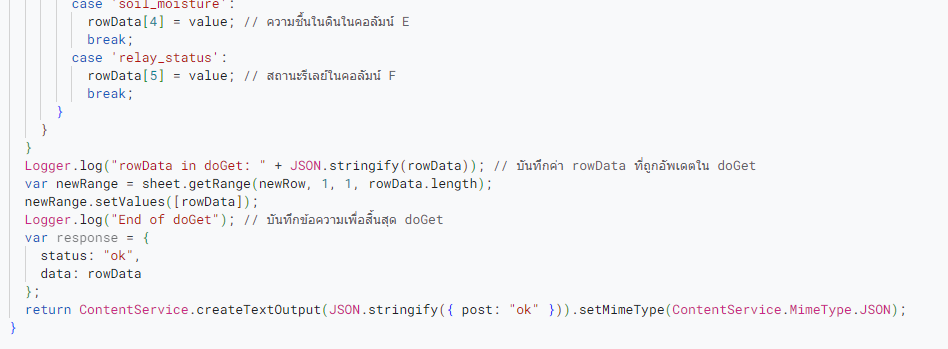 case 'soil_moisture':
rowData[4] = value; // ความชื้นในดินในคอลัมน์ E
break;
case 'relay_status':
rowData[5] = value; // สถานะรีเลย์ในคอลัมน์ F
break;
}
}
}
Logger.log("rowData in doGet: " + JSON.stringify(rowData)); // บันทึกค่า rowData ที่ถูกอัพเดตใน doGet
var newRange = sheet.getRange(newRow, 1, 1, rowData.length);
newRange.setValues([rowData]);
Logger.log("End of doGet"); // บันทึกข้อความเพื่อสิ้นสุด doGet
var response = {
status: "ok",
data: rowData
};
return ContentService.createTextOutput(JSON.stringify({ post: "ok" })).setMimeType(ContentService.MimeType.JSON);
}